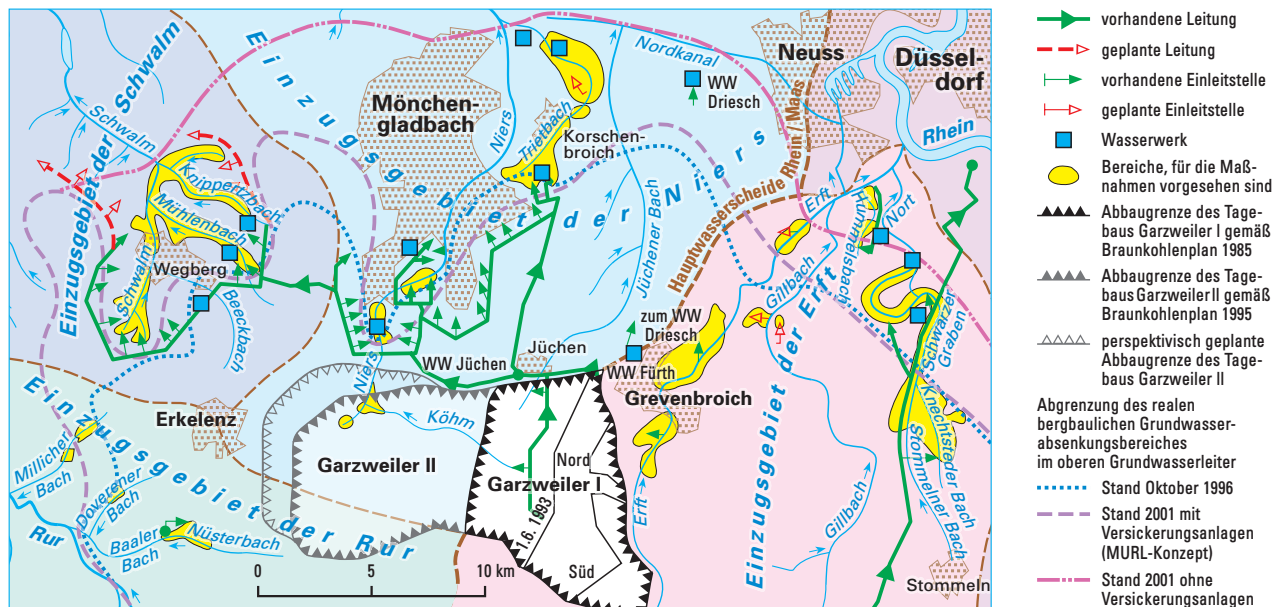 Einzugsgebiet der Schwalm
Einzugsgebiet der Niers
Einzugsgebiet der Erft
Einzugsgebiet der Rur
Hauptwasserscheide Rhein / Maas
Mönchen-
gladbach
Neuss
Düssel-
dorf
Rhein
Nordkanal
WW
Driesch
Niers
Trietbach
Korschen-
broich
Schwalm
Knippertzbach
Mühlenbach
Wegberg
Schwalm
Beeckbach
Jüchener Bach
Erft
Gillbach
Hummelsbach
Nort
zum WW
Driesch
WW Jüchen
Jüchen
WW Fürth
Grevenbroich
Schwarzer
Graben
Knechtsteder Bach
Stommelner Bach
Niers
Köhm
Erkelenz
Garzweiler II
Nord
Garzweiler I
1.6. 1993
Süd
Erft
Gillbach
Millicher
Bach
Doverener
Bach
Rur
Baaler
Bach
Nüsterbach
Stommeln
0 5 10 km
vorhandene Leitung
geplante Leitung
vorhandene Einleitstelle
geplante Einleitstelle
Wasserwerk
Bereiche, für die Maß-
nahmen vorgesehen sind
Abbaugrenze des Tage-
baus Garzweiler I gemäß
Braunkohlenplan 1985
Abbaugrenze des Tage-
baus Garzweiler II gemäß
Braunkohlenplan 1995
perspektivisch geplante
Abbaugrenze des Tage-
baus Garzweiler II
Abgrenzung des realen
bergbaulichen Grundwasser-
absenkungsbereiches
im oberen Grundwasserleiter
Stand Oktober 1996
Stand 2001 mit
Versickerungsanlagen
(MURL-Konzept)
Stand 2001 ohne
Versickerungsanlagen